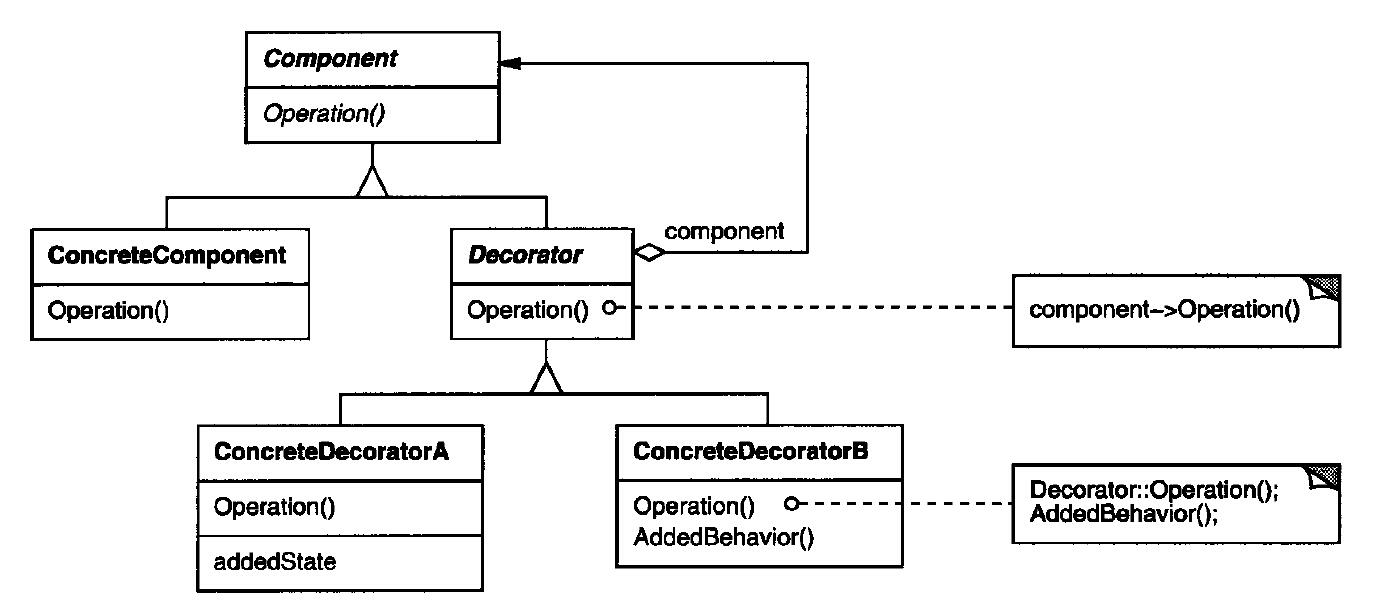 Component
Operation()
component
ConcreteComponent
Operation()
Decorator
Operation()
component->Operation()
ConcreteDecoratorA
Operation()
addedState
ConcreteDecoratorB
Operation()
AddedBehavior()
Decorator::Operation();
AddedBehavior();